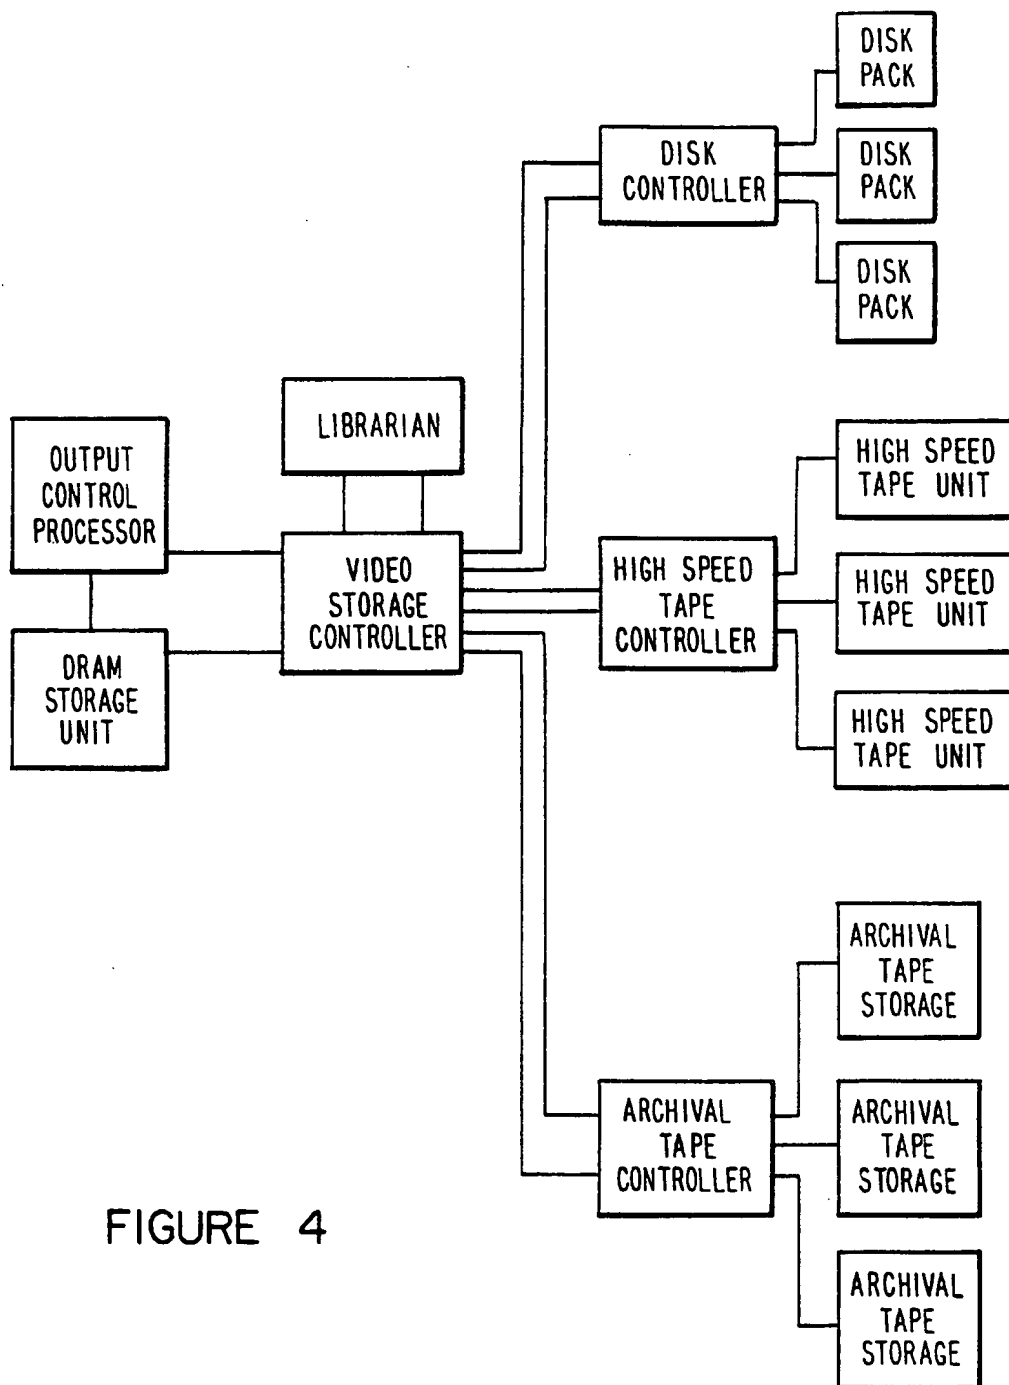 DISK
PACK
DISK
CONTROLLER
DISK
PACK
DISK
PACK
LIBRARIAN
OUTPUT
CONTROL
PROCESSOR
HIGH SPEED
TAPE UNIT
VIDEO
STORAGE
CONTROLLER
HIGH SPEED
TAPE
CONTROLLER
HIGH SPEED
TAPE UNIT
DRAM
STORAGE
UNIT
HIGH SPEED
TAPE UNIT
ARCHIVAL
TAPE
STORAGE
ARCHIVAL
TAPE
CONTROLLER
ARCHIVAL
TAPE
STORAGE
ARCHIVAL
TAPE
STORAGE
FIGURE 4